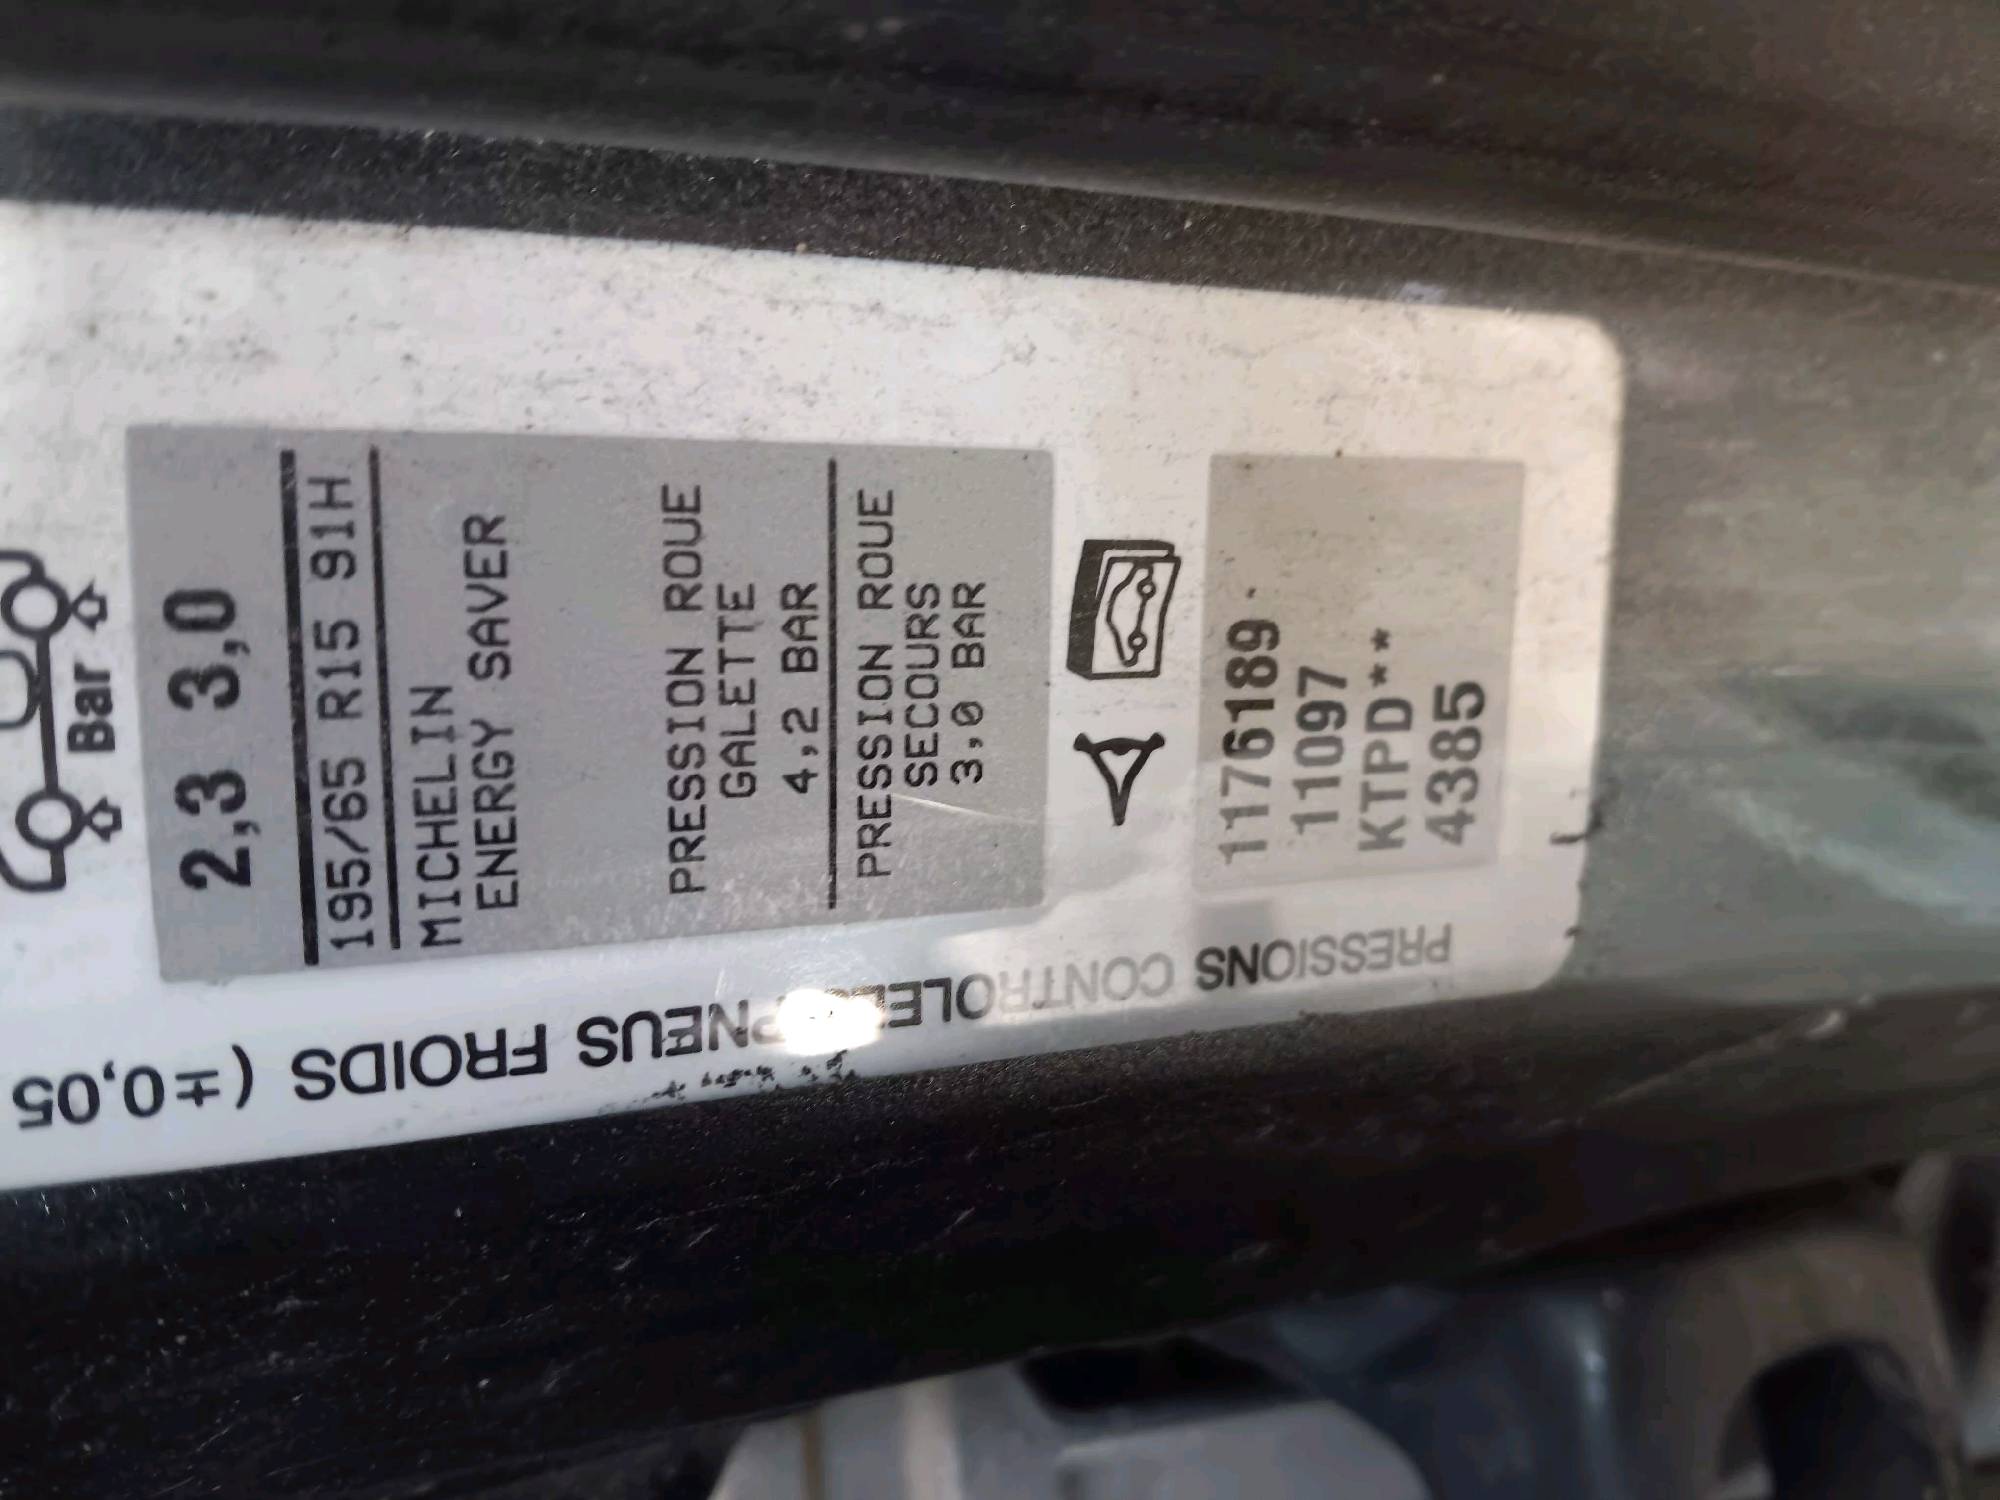 Bar
2,3 3,0
195/65 R15 91H
MICHELIN
ENERGY SAVER
PRESSION ROUE
GALETTE
4,2 BAR
PRESSION ROUE
SECOURS
3,0 BAR
1176189
11097
KTPD**
4385
PRESSIONS CONTROLEES PNEUS FROIDS (±0,05